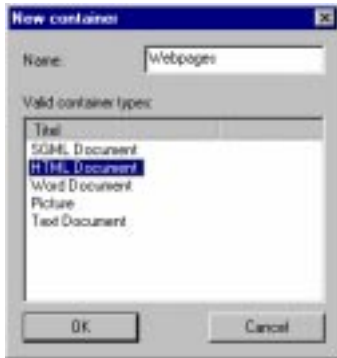 New container
Name: Webpages
Valid container types:
Titel
SGML Document
HTML Document
Word Document
Picture
Text Document
OK Cancel